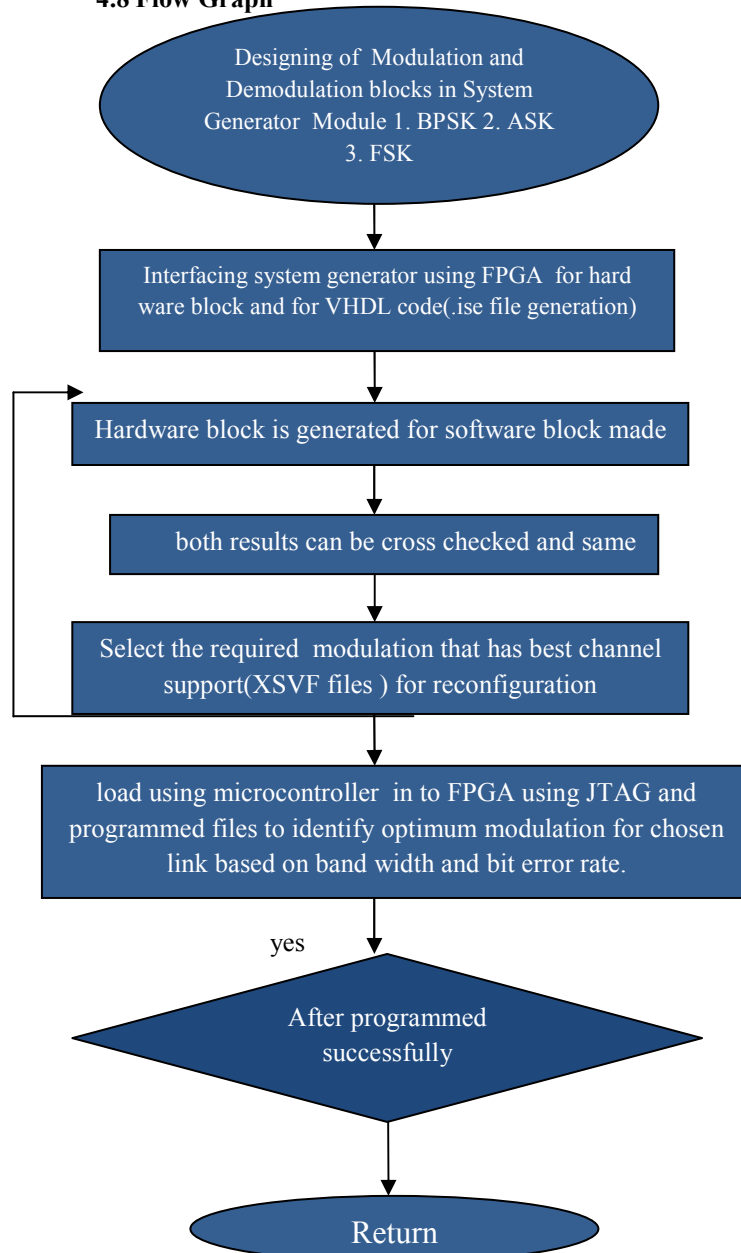 4.8 Flow Graph
Designing of Modulation and
Demodulation blocks in System
Generator Module 1. BPSK 2. ASK
3. FSK
Interfacing system generator using FPGA for hard
ware block and for VHDL code(.ise file generation)
Hardware block is generated for software block made
both results can be cross checked and same
Select the required modulation that has best channel
support(XSVF files ) for reconfiguration
load using microcontroller in to FPGA using JTAG and
programmed files to identify optimum modulation for chosen
link based on band width and bit error rate.
yes
After programmed
successfully
Return